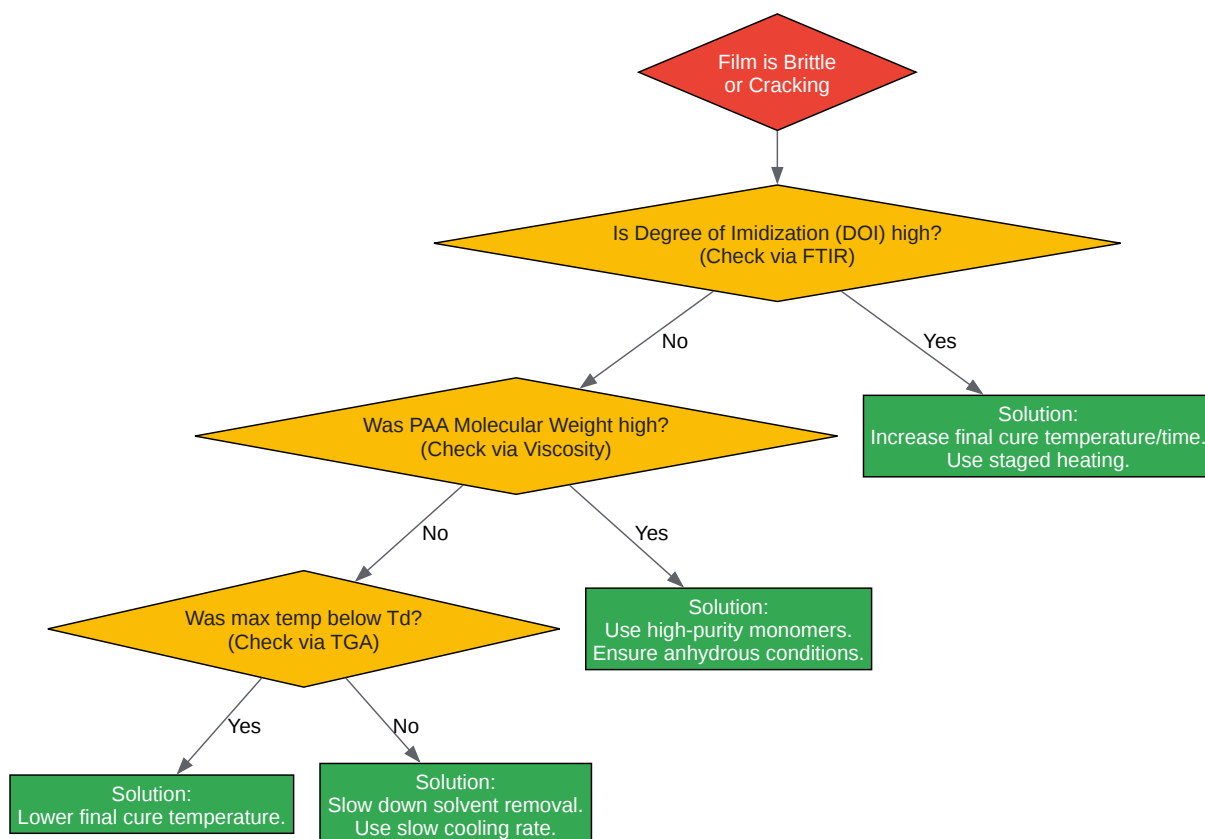 Film is Brittle
or Cracking
Is Degree of Imidization (DOI) high?
(Check via FTIR)
No
Yes
Was PAA Molecular Weight high?
(Check via Viscosity)
Solution:
Increase final cure temperature/time.
Use staged heating.
No
Yes
Was max temp below Td?
(Check via TGA)
Solution:
Use high-purity monomers.
Ensure anhydrous conditions.
Yes
No
Solution:
Lower final cure temperature.
Solution:
Slow down solvent removal.
Use slow cooling rate.